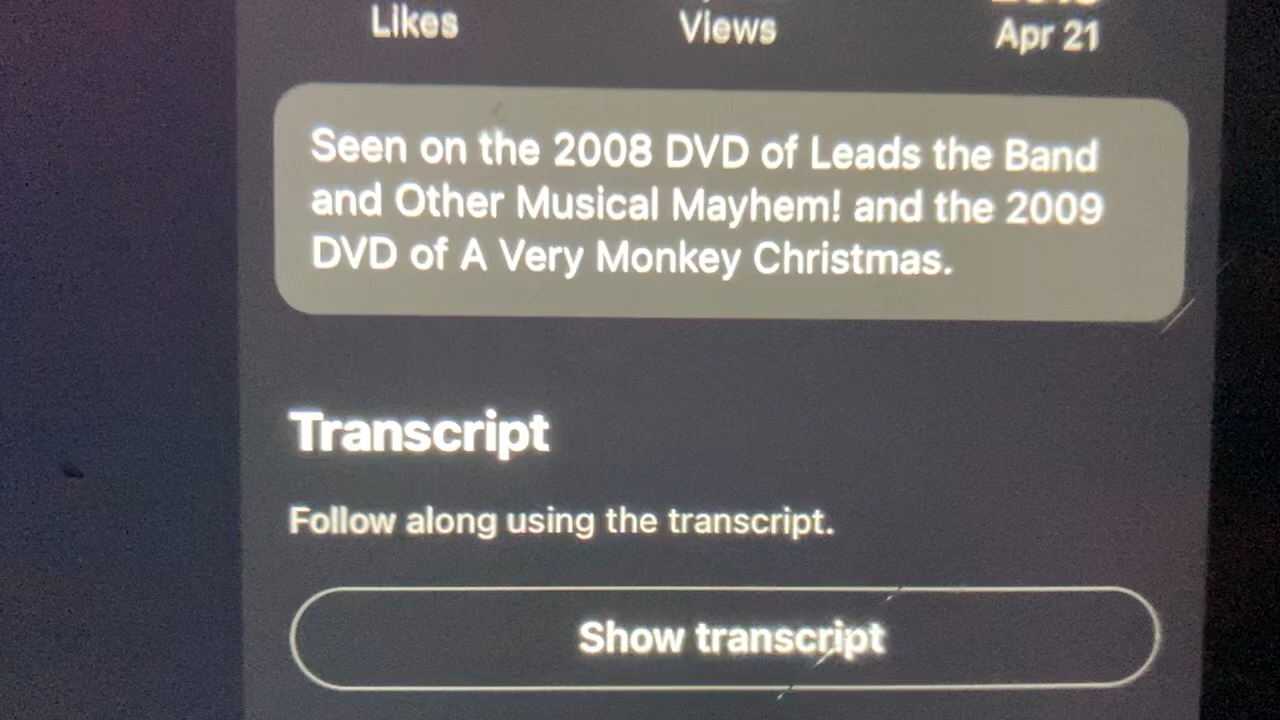 Likes Views Apr 21
Seen on the 2008 DVD of Leads the Band
and Other Musical Mayhem! and the 2009
DVD of A Very Monkey Christmas.
Transcript
Follow along using the transcript.
Show transcript